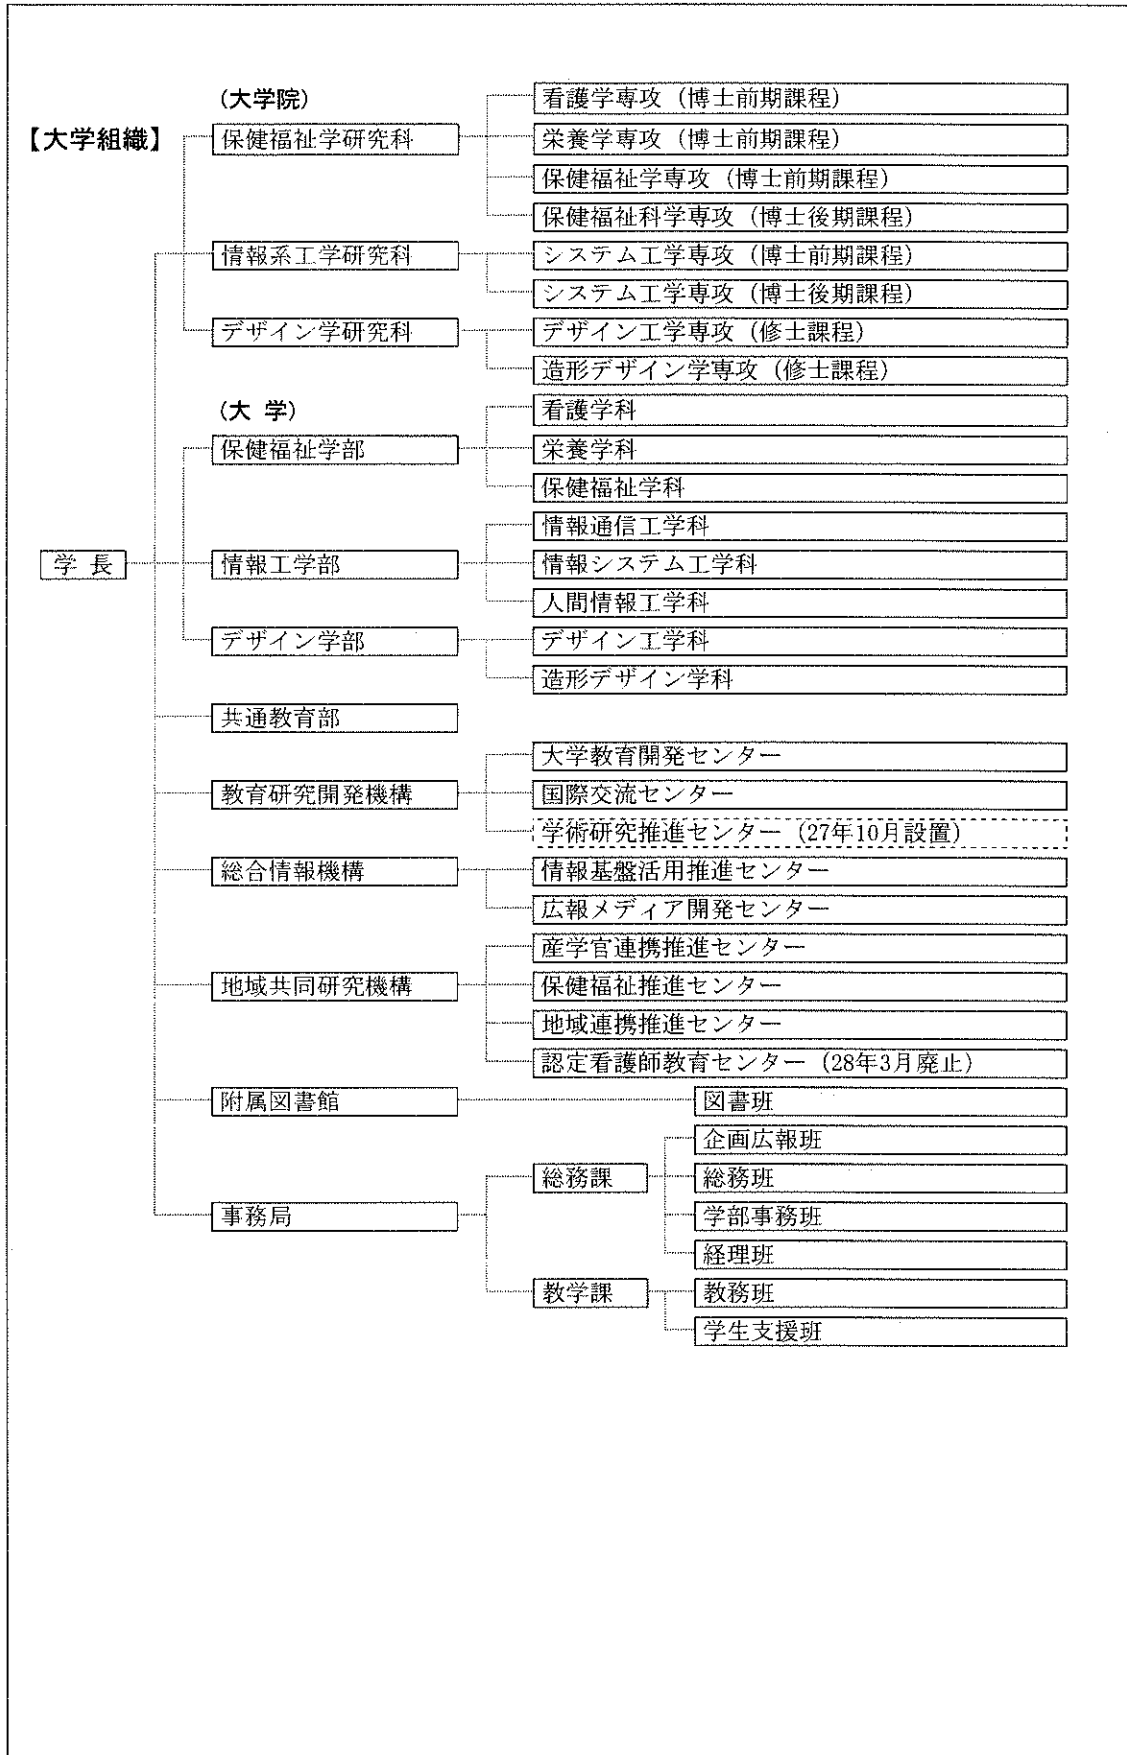 (大学院)
【大学組織】
保健福祉学研究科
看護学専攻（博士前期課程）
栄養学専攻（博士前期課程）
保健福祉学専攻（博士前期課程）
保健福祉科学専攻（博士後期課程）
情報系工学研究科
システム工学専攻（博士前期課程）
システム工学専攻（博士後期課程）
デザイン学研究科
デザイン工学専攻（修士課程）
造形デザイン学専攻（修士課程）
(大 学)
保健福祉学部
看護学科
栄養学科
保健福祉学科
学 長
情報工学部
情報通信工学科
情報システム工学科
人間情報工学科
デザイン学部
デザイン工学科
造形デザイン学科
共通教育部
教育研究開発機構
大学教育開発センター
国際交流センター
学術研究推進センター（27年10月設置）
総合情報機構
情報基盤活用推進センター
広報メディア開発センター
地域共同研究機構
産学官連携推進センター
保健福祉推進センター
地域連携推進センター
認定看護師教育センター（28年3月廃止）
附属図書館
図書班
事務局
総務課
企画広報班
総務班
学部事務班
経理班
教学課
教務班
学生支援班